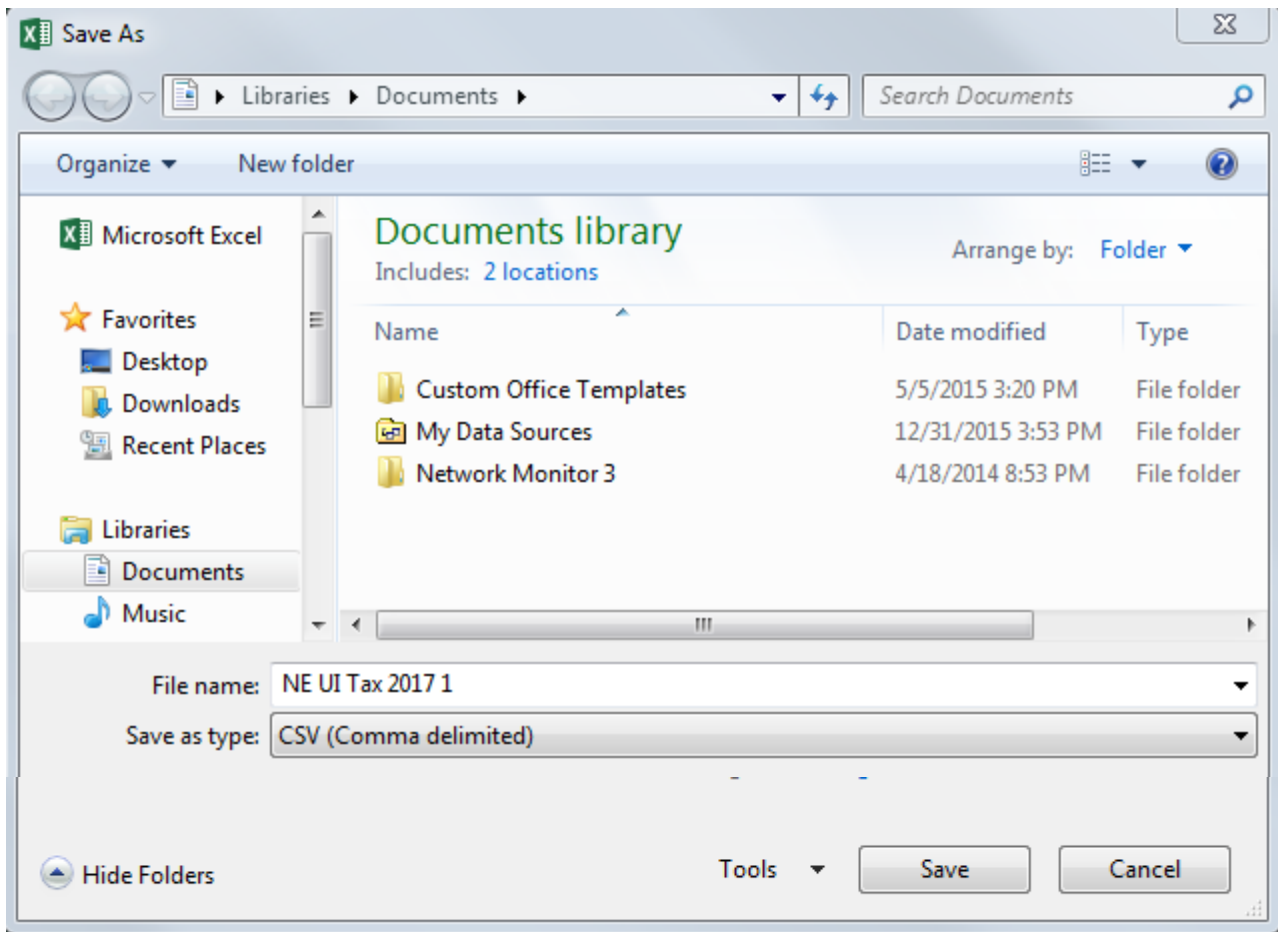 Save As
Libraries Documents Search Documents
Organize New folder
Microsoft Excel
Favorites
Desktop
Downloads
Recent Places
Libraries
Documents
Music
Documents library
Includes: 2 locations
Arrange by: Folder
Name Date modified Type
Custom Office Templates 5/5/2015 3:20 PM File folder
My Data Sources 12/31/2015 3:53 PM File folder
Network Monitor 3 4/18/2014 8:53 PM File folder
File name: NE UI Tax 2017 1
Save as type: CSV (Comma delimited)
Hide Folders Tools Save Cancel